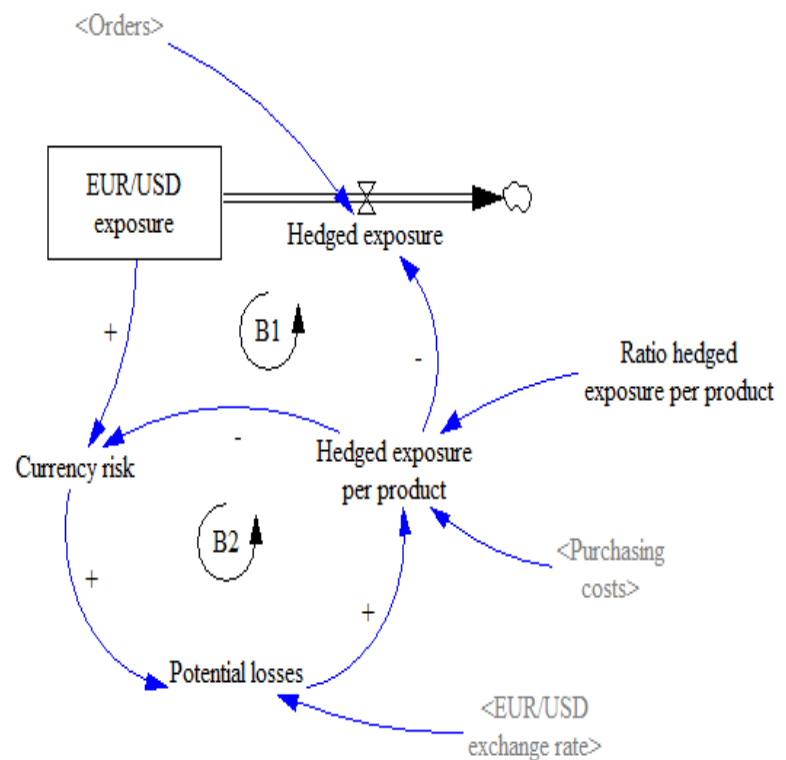 <Orders>
EUR/USD
exposure
Hedged exposure
+
B1
-
Ratio hedged
exposure per product
-
Currency risk
Hedged exposure
per product
B2
+
+
<Purchasing
costs>
Potential losses
<EUR/USD
exchange rate>